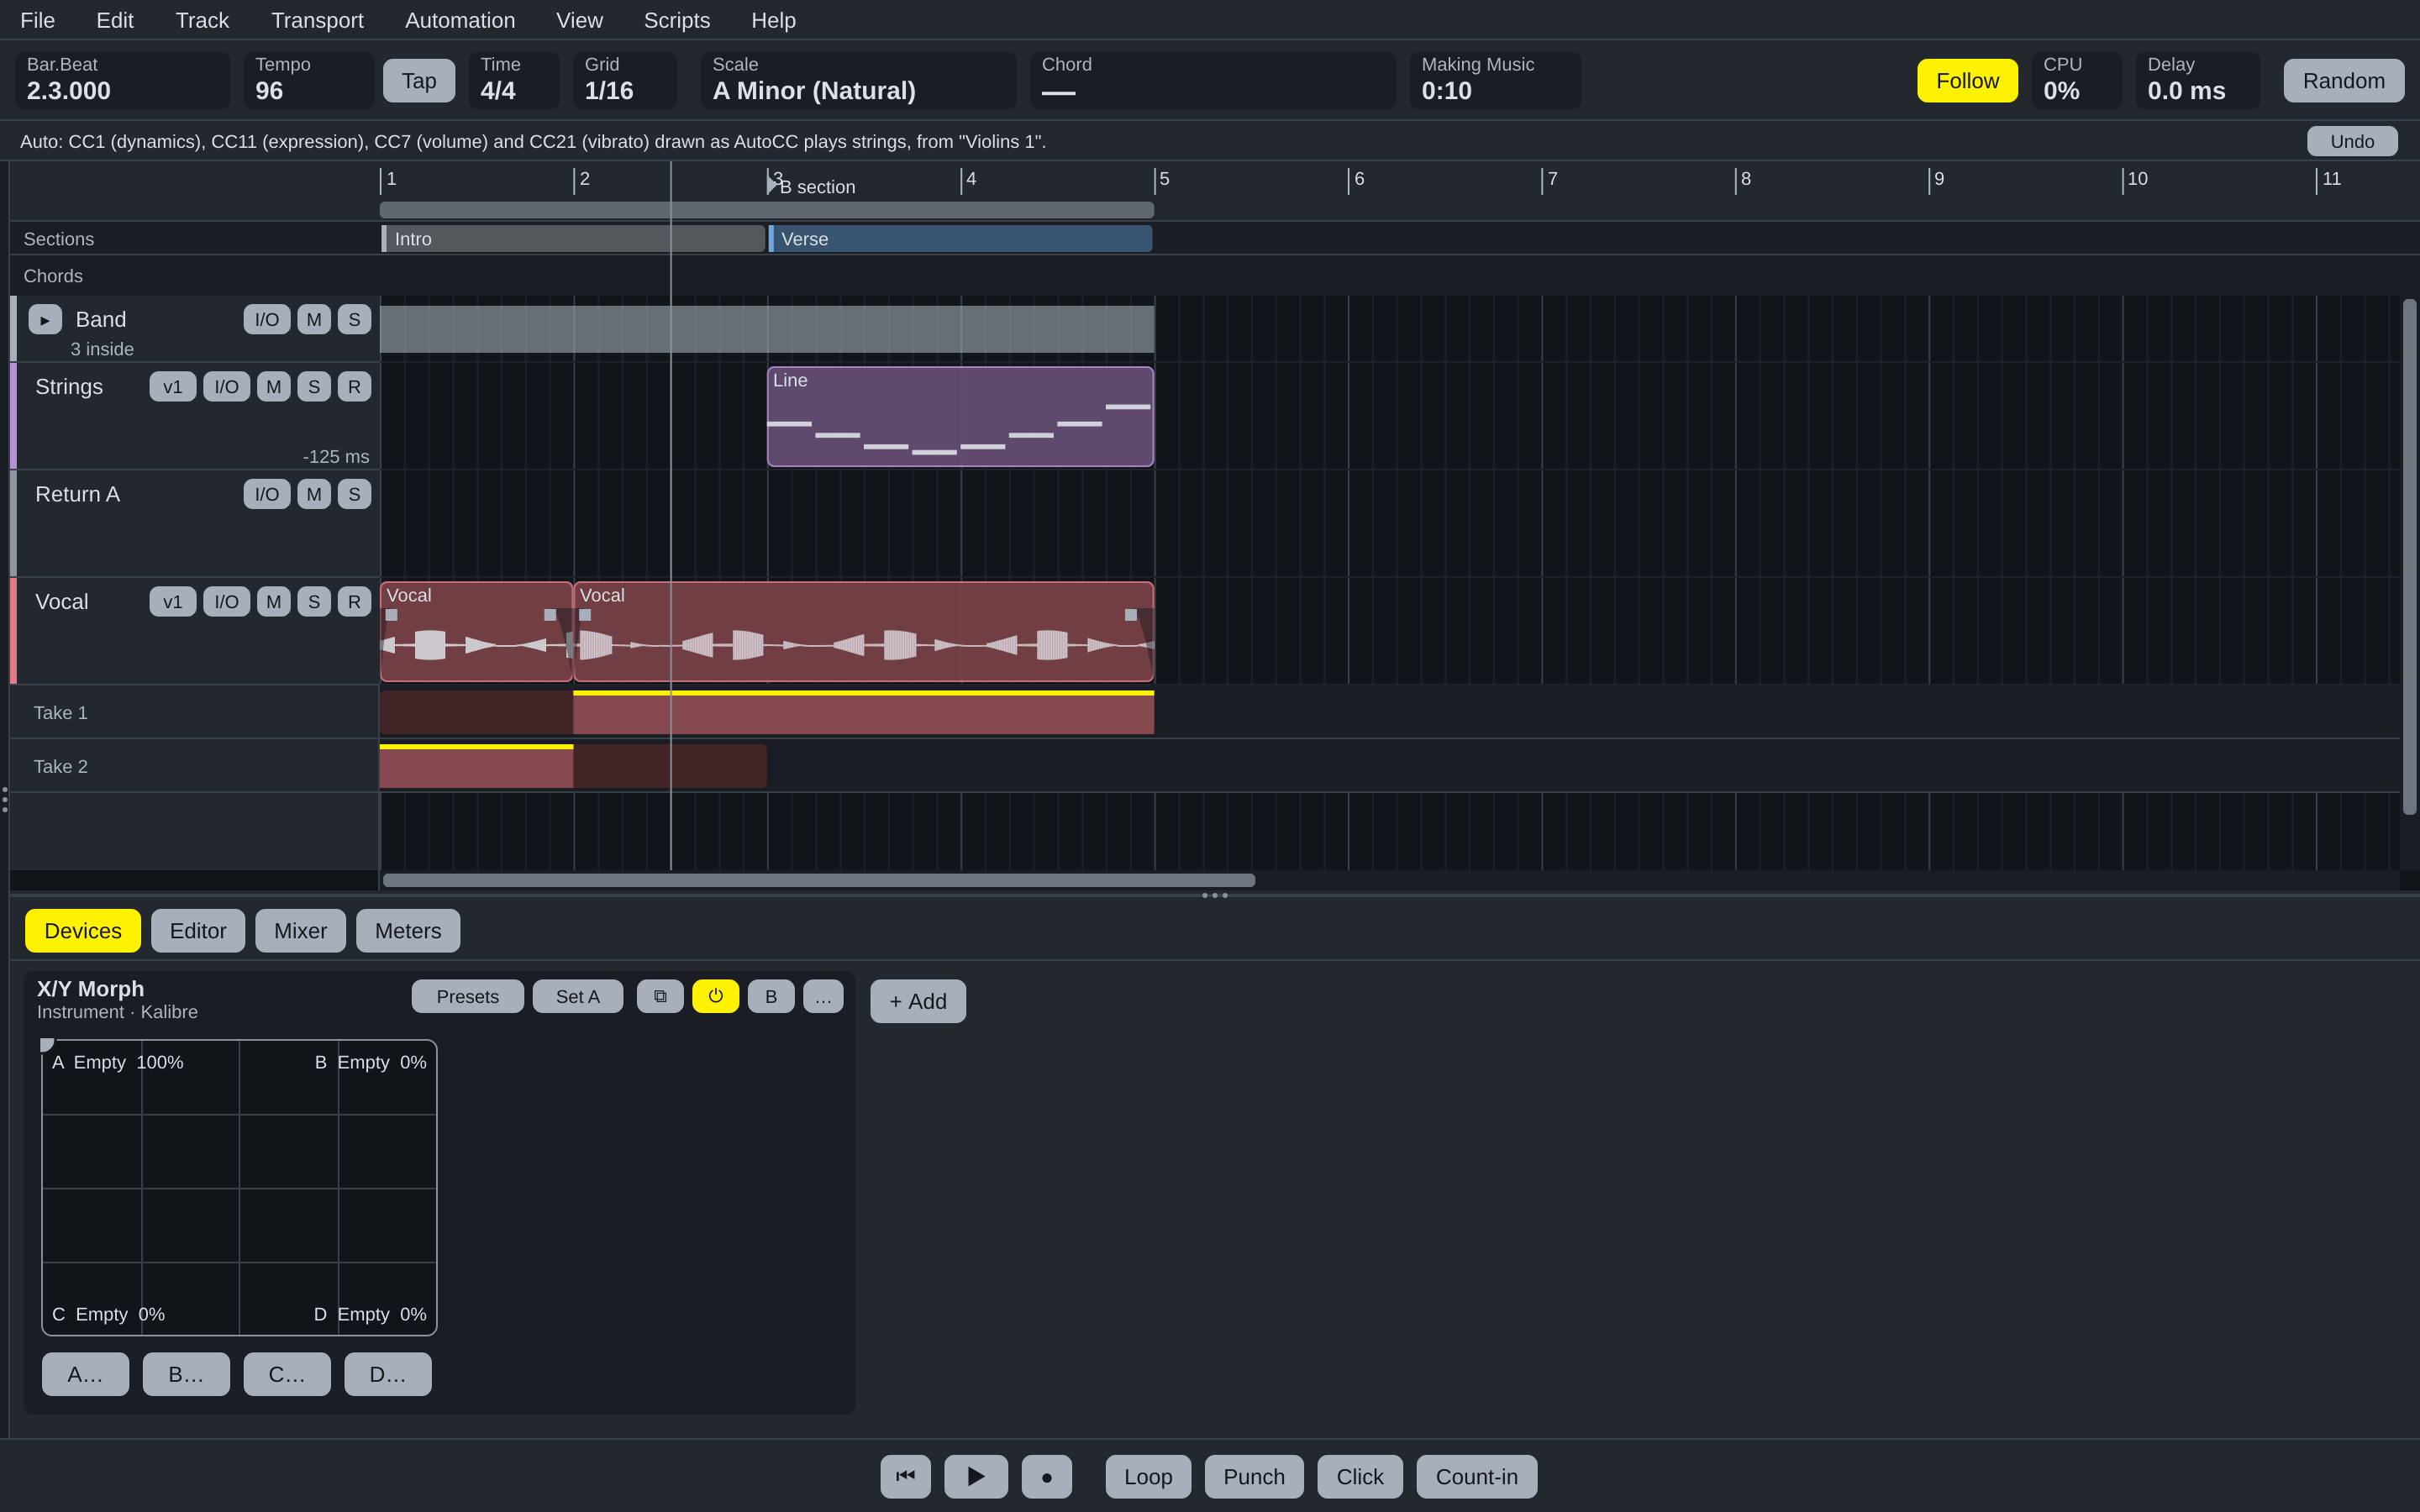 File Edit Track Transport Automation View Scripts Help
Bar.Beat Tempo Time Grid Scale Chord Making Music CPU Delay
2.3.000 96 Tap 4/4 1/16 A Minor (Natural) — 0:10 Follow 0% 0.0 ms Random
Auto: CC1 (dynamics), CC11 (expression), CC7 (volume) and CC21 (vibrato) drawn as AutoCC plays strings, from "Violins 1". Undo
1 2 3 B section 4 5 6 7 8 9 10 11
Sections Intro Verse
Chords
Band I/O M S
3 inside
Strings v1 I/O M S R Line
-125 ms
Return A I/O M S
Vocal v1 I/O M S R Vocal Vocal
Take 1
Take 2
Devices Editor Mixer Meters
X/Y Morph Presets Set A B … + Add
Instrument · Kalibre
A Empty 100% B Empty 0%
C Empty 0% D Empty 0%
A… B… C… D…
Loop Punch Click Count-in